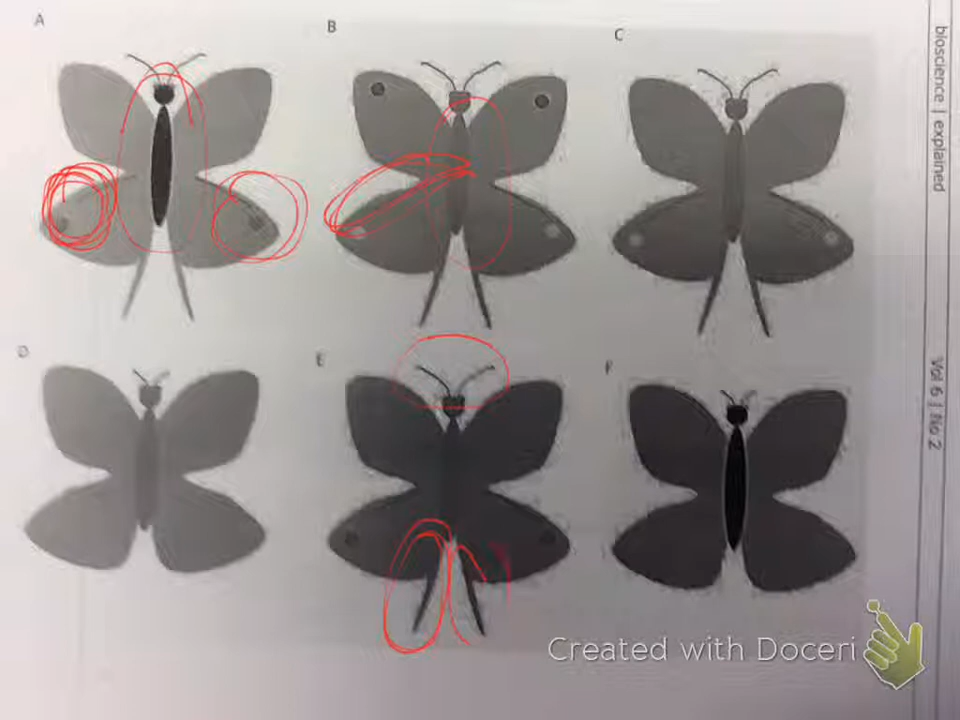 A
B
C
D
E
F
bioscience | explained
Vol 6 | No 2
Created with Doceri